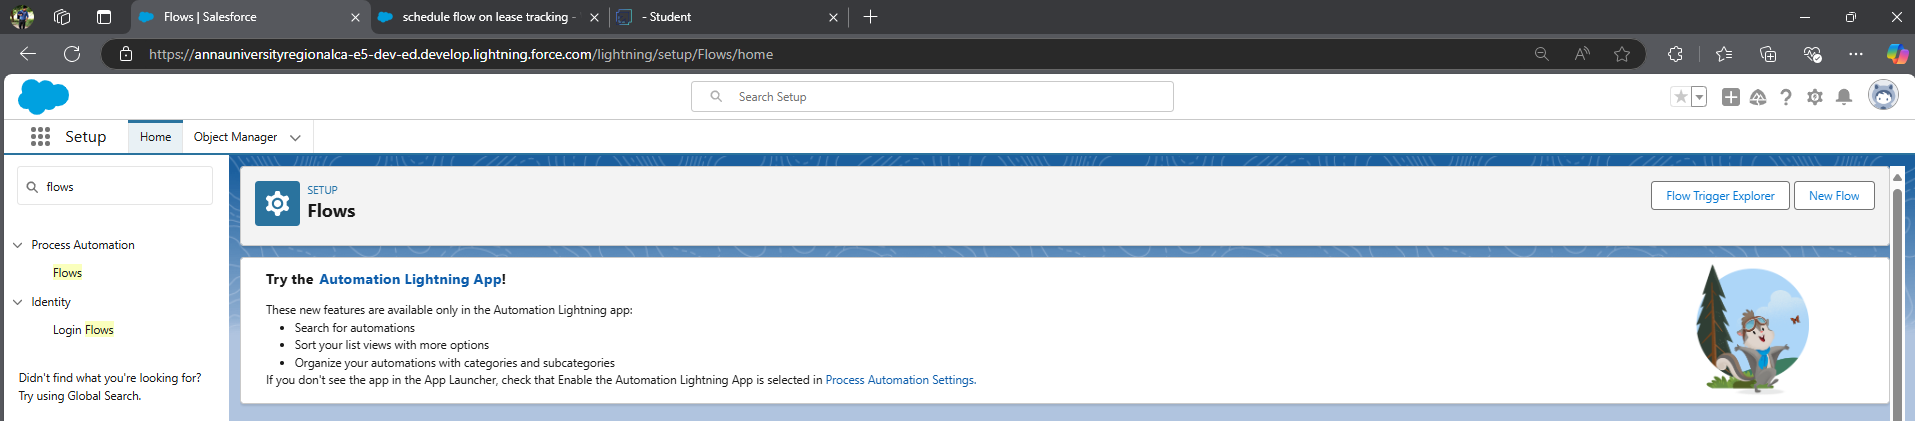 Flows | Salesforce
schedule flow on lease tracking -
- Student
https://annauniversityregionalca-e5-dev-ed.develop.lightning.force.com/lightning/setup/Flows/home
Search Setup
Setup
Home
Object Manager
flows
Process Automation
Flows
Identity
Login Flows
Didn't find what you're looking for?
Try using Global Search.
SETUP
Flows
Flow Trigger Explorer
New Flow
Try the Automation Lightning App!
These new features are available only in the Automation Lightning app:
• Search for automations
• Sort your list views with more options
• Organize your automations with categories and subcategories
If you don't see the app in the App Launcher, check that Enable the Automation Lightning App is selected in Process Automation Settings.